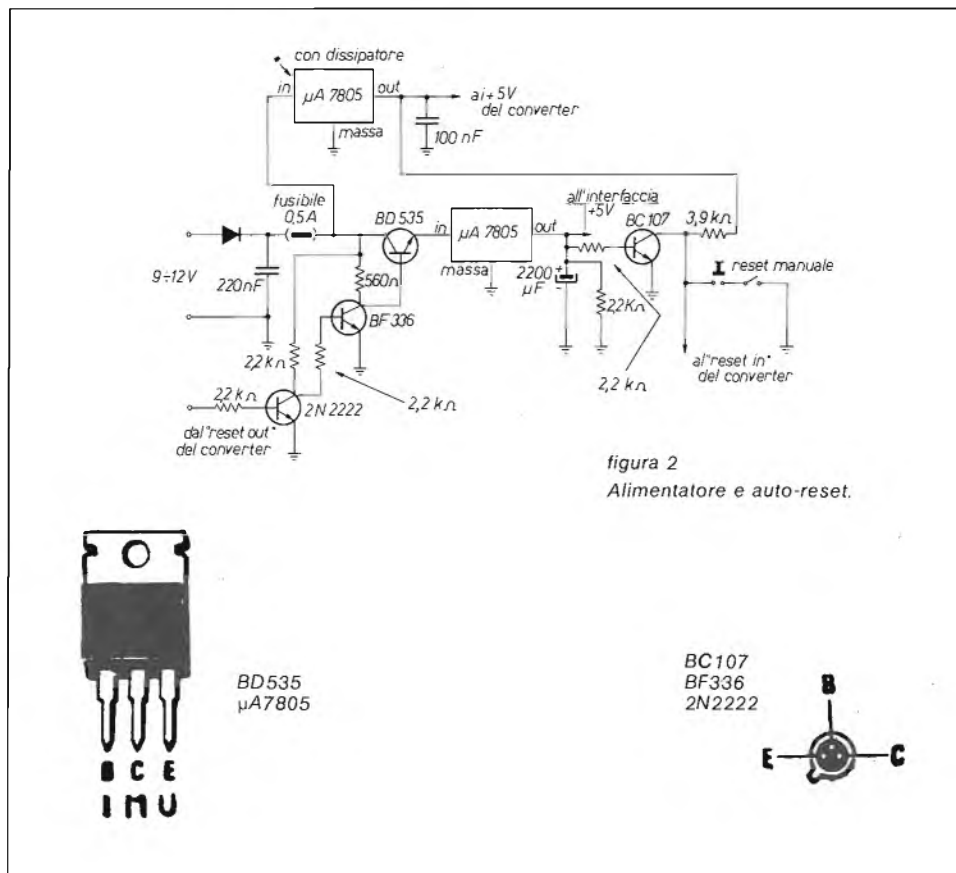 con dissipatore
in
µA 7805
out
massa
100 nF
ai +5V
del converter
fusibile
0,5A
BD 535
in
µA 7805
out
massa
all'interfaccia
+5V
BC 107
3,9 kΩ
9÷12V
220nF
560Ω
BF 336
2200
µF
+
-
2,2KΩ
reset manuale
2,2 kΩ
al "reset in"
del converter
2,2 kΩ
2,2 kΩ
2N 2222
2,2 kΩ
dal "reset out"
del converter
figura 2
Alimentatore e auto-reset.
BD535
µA7805
B C E
I M U
BC107
BF336
2N2222
B
E
C